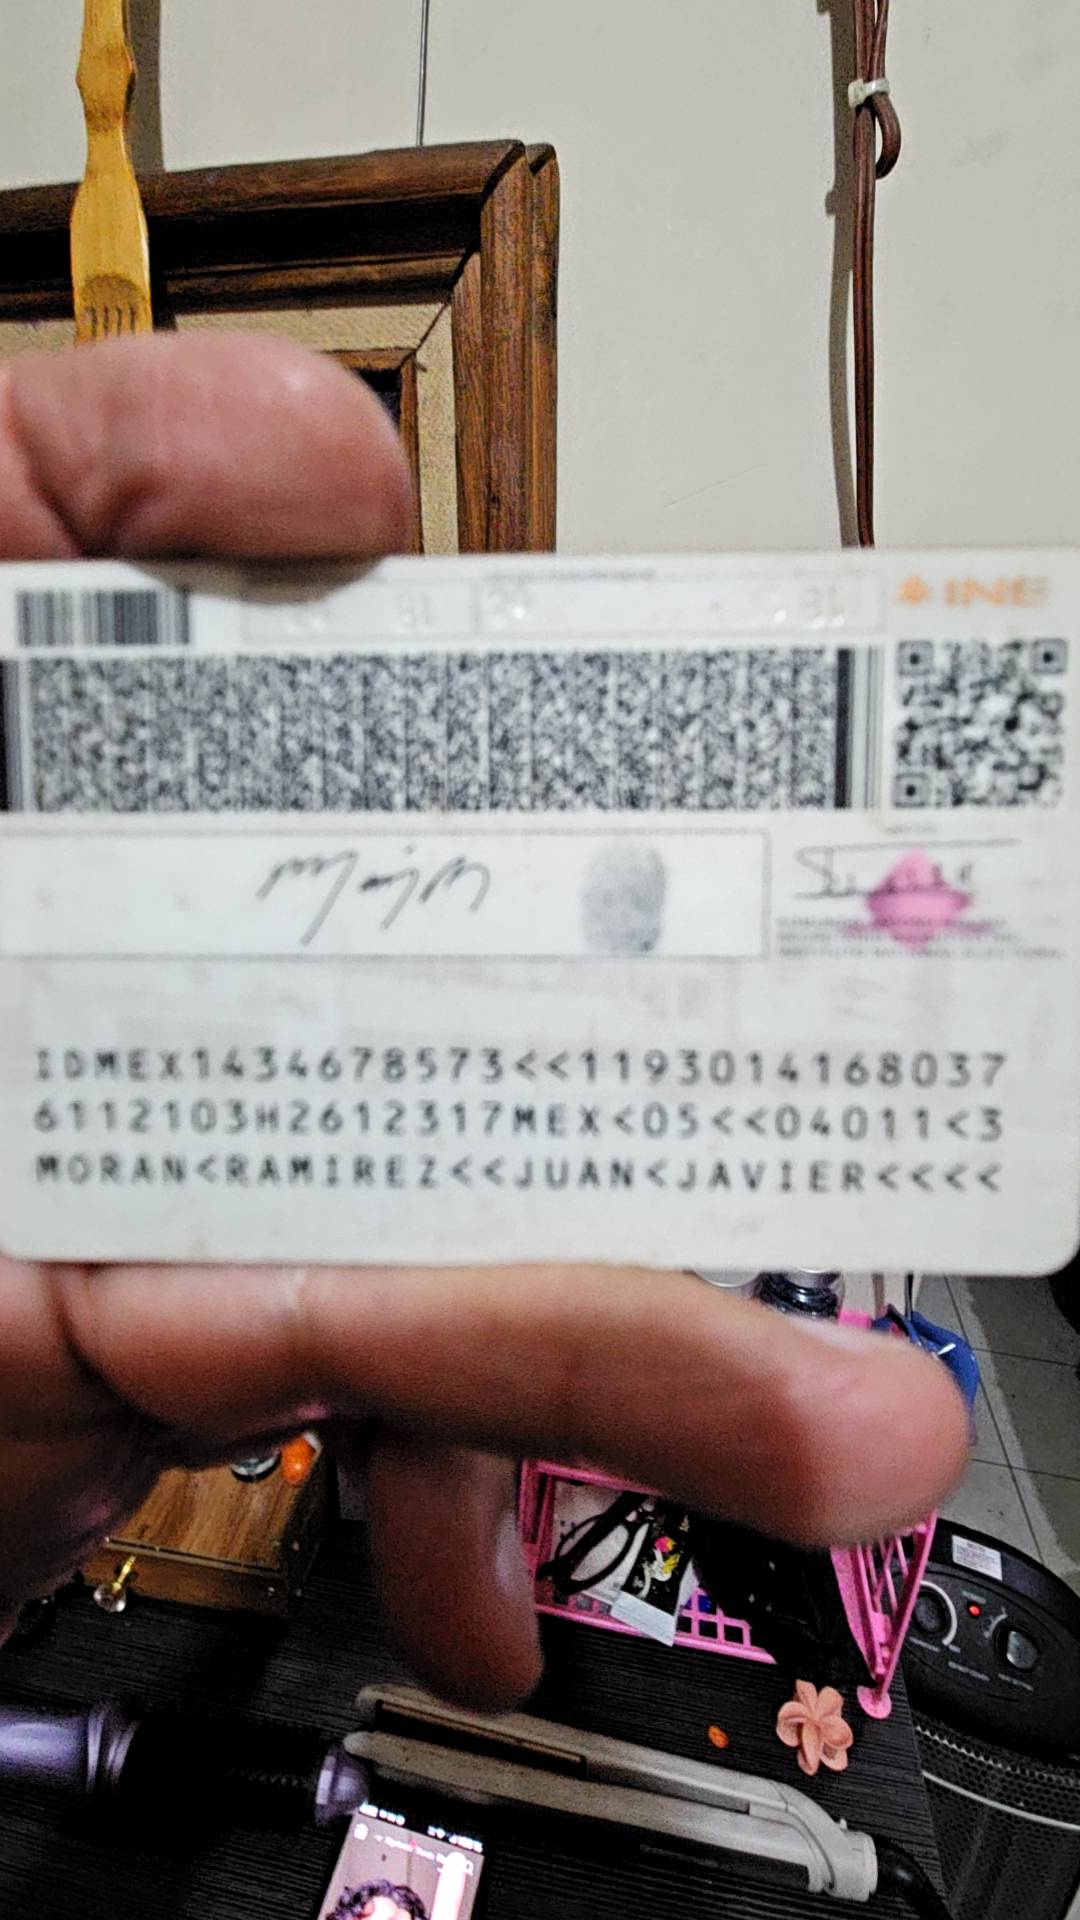 INE
IDMEX1434678573<<1193014168037
6112103H2612317MEX<05<<04011<3
MORAN<RAMIREZ<<JUAN<JAVIER<<<<